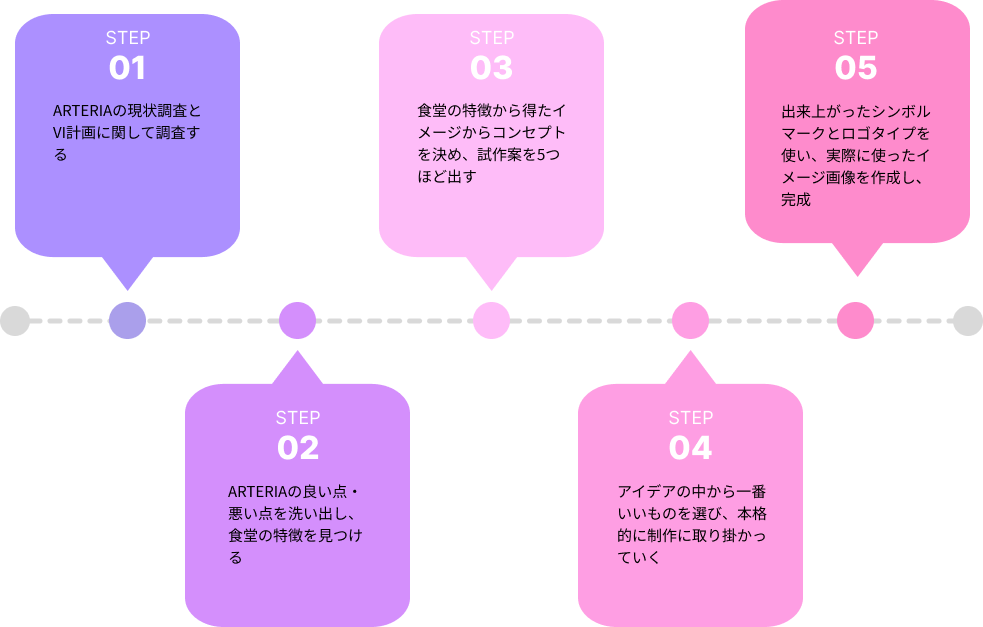 STEP
01
ARTERIAの現状調査と
VI計画に関して調査す
る
STEP
02
ARTERIAの良い点・
悪い点を洗い出し、
食堂の特徴を見つけ
る
STEP
03
食堂の特徴から得たイ
メージからコンセプト
を決め、試作案を5つ
ほど出す
STEP
04
アイデアの中から一番
いいものを選び、本格
的に制作に取り掛かっ
ていく
STEP
05
出来上がったシンボル
マークとロゴタイプを
使い、実際に使ったイ
メージ画像を作成し、
完成